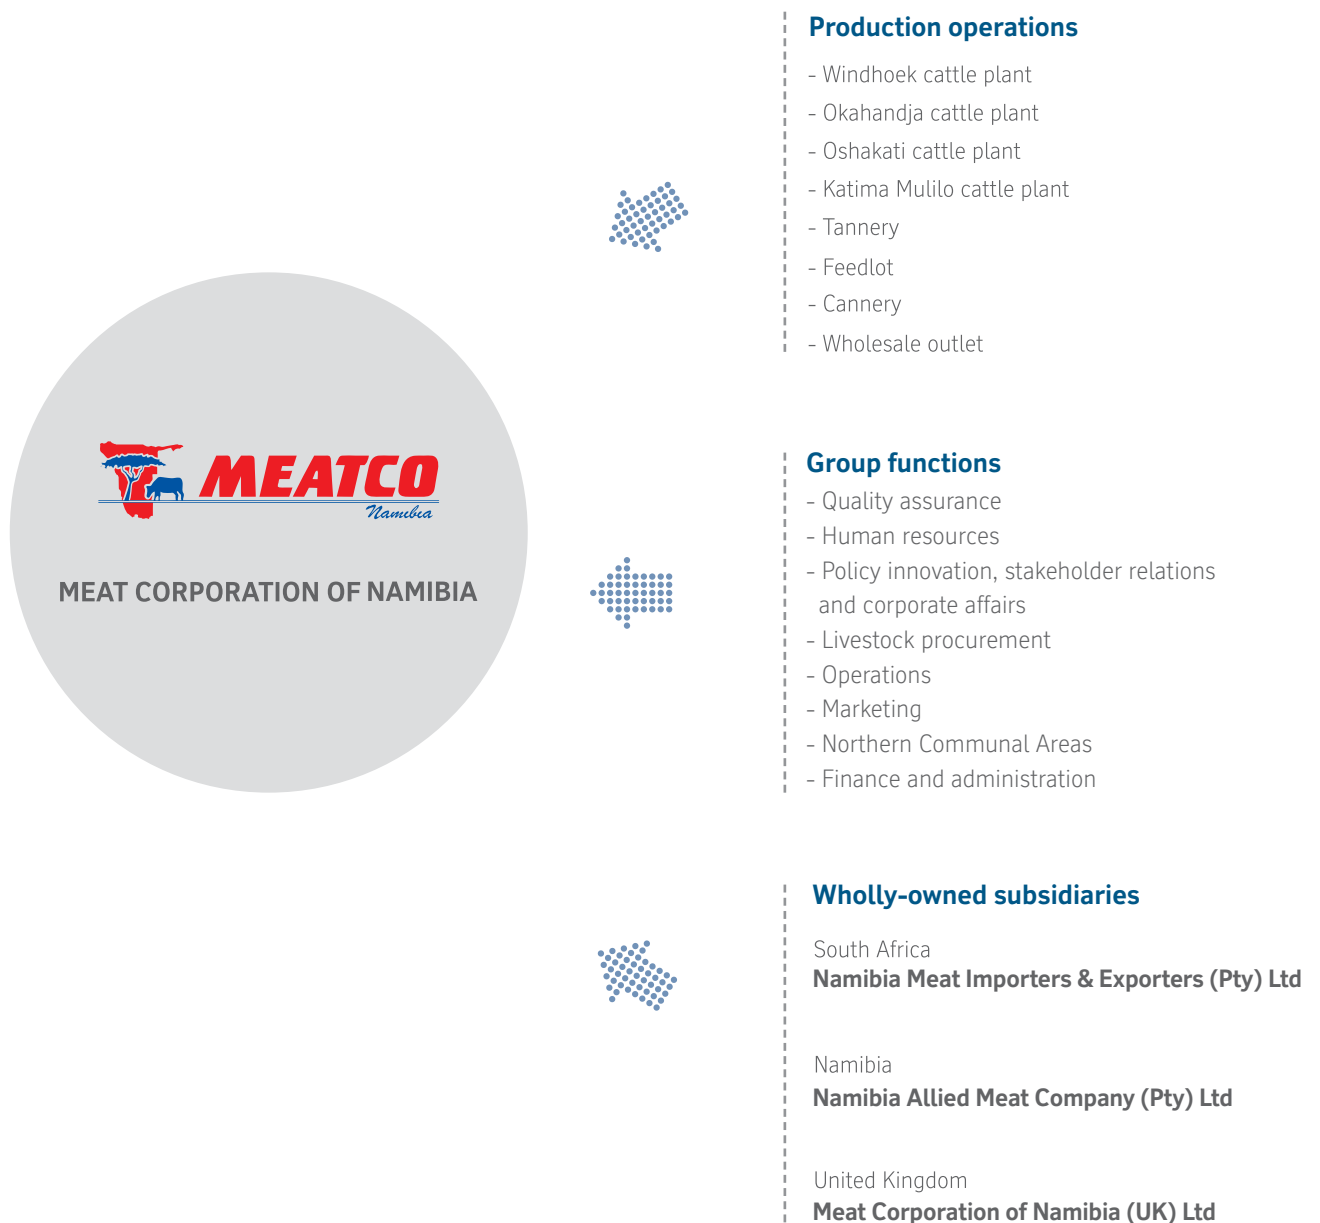 MEATCO
Namibia
MEAT CORPORATION OF NAMIBIA
Production operations
- Windhoek cattle plant
- Okahandja cattle plant
- Oshakati cattle plant
- Katima Mulilo cattle plant
- Tannery
- Feedlot
- Cannery
- Wholesale outlet
Group functions
- Quality assurance
- Human resources
- Policy innovation, stakeholder relations
and corporate affairs
- Livestock procurement
- Operations
- Marketing
- Northern Communal Areas
- Finance and administration
Wholly-owned subsidiaries
South Africa
Namibia Meat Importers & Exporters (Pty) Ltd
Namibia
Namibia Allied Meat Company (Pty) Ltd
United Kingdom
Meat Corporation of Namibia (UK) Ltd